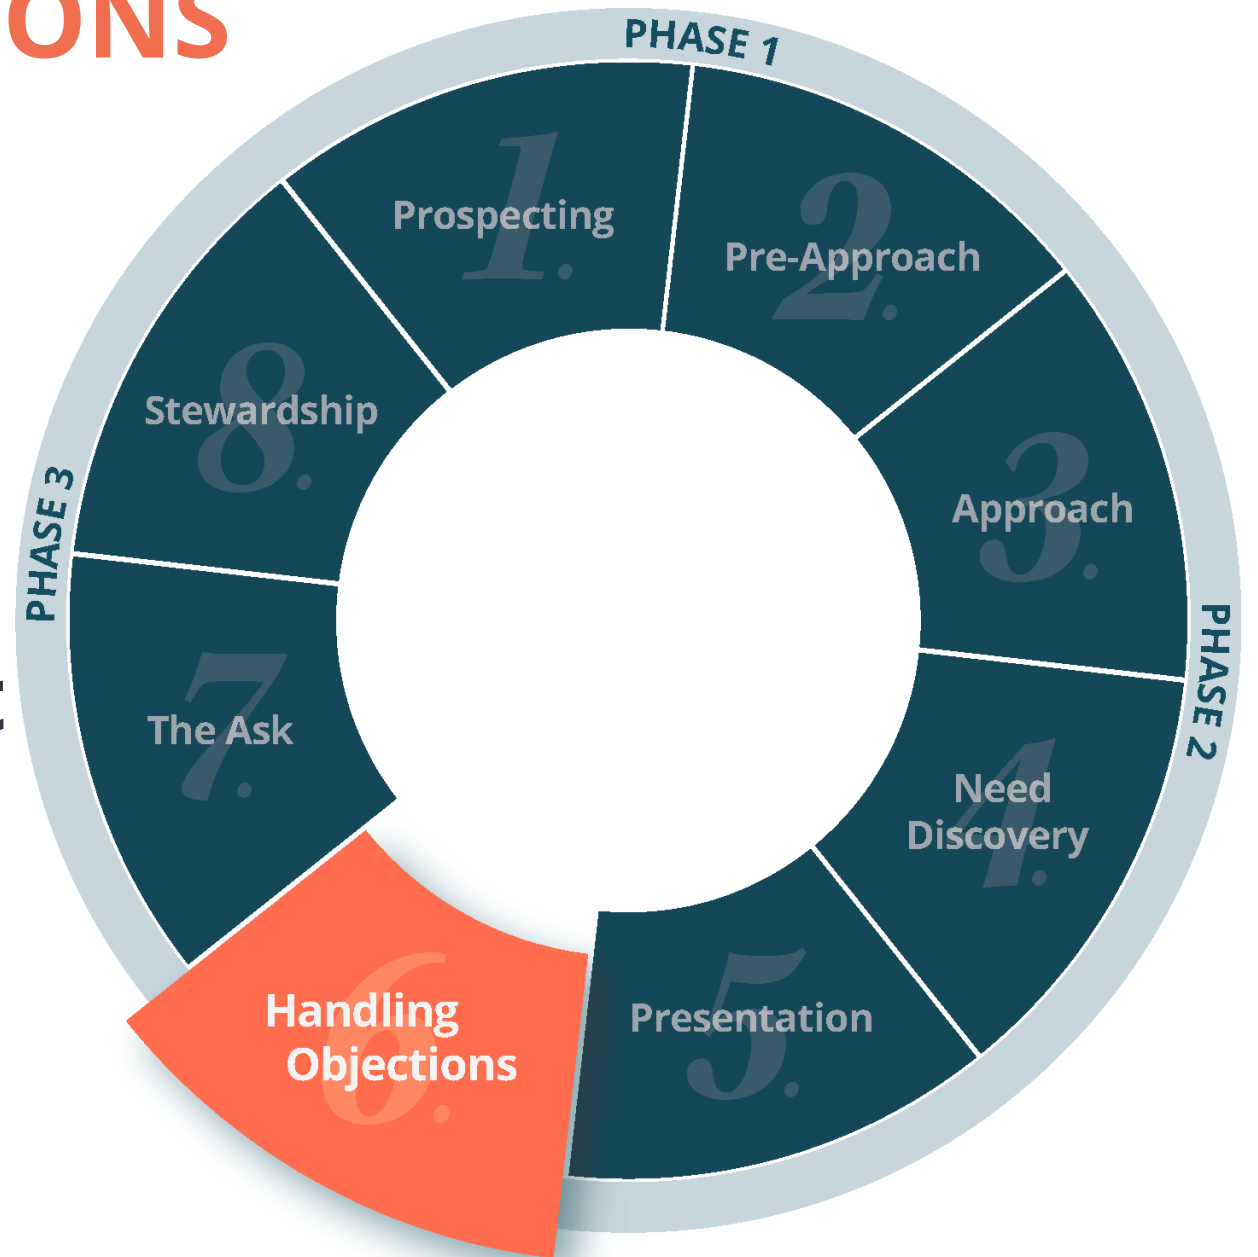 ONS
PHASE 1
1.
Prospecting
2.
Pre-Approach
3.
Approach
PHASE 2
4.
Need
Discovery
5.
Presentation
6.
Handling
Objections
7.
The Ask
PHASE 3
8.
Stewardship